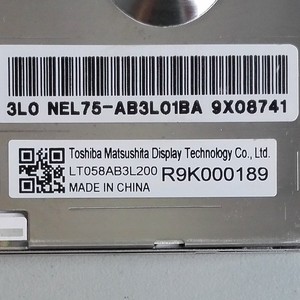 3L0 NEL75-AB3L01BA 9X08741
Toshiba Matsushita Display Technology Co., Ltd.
LT058AB3L200 R9K000189
MADE IN CHINA